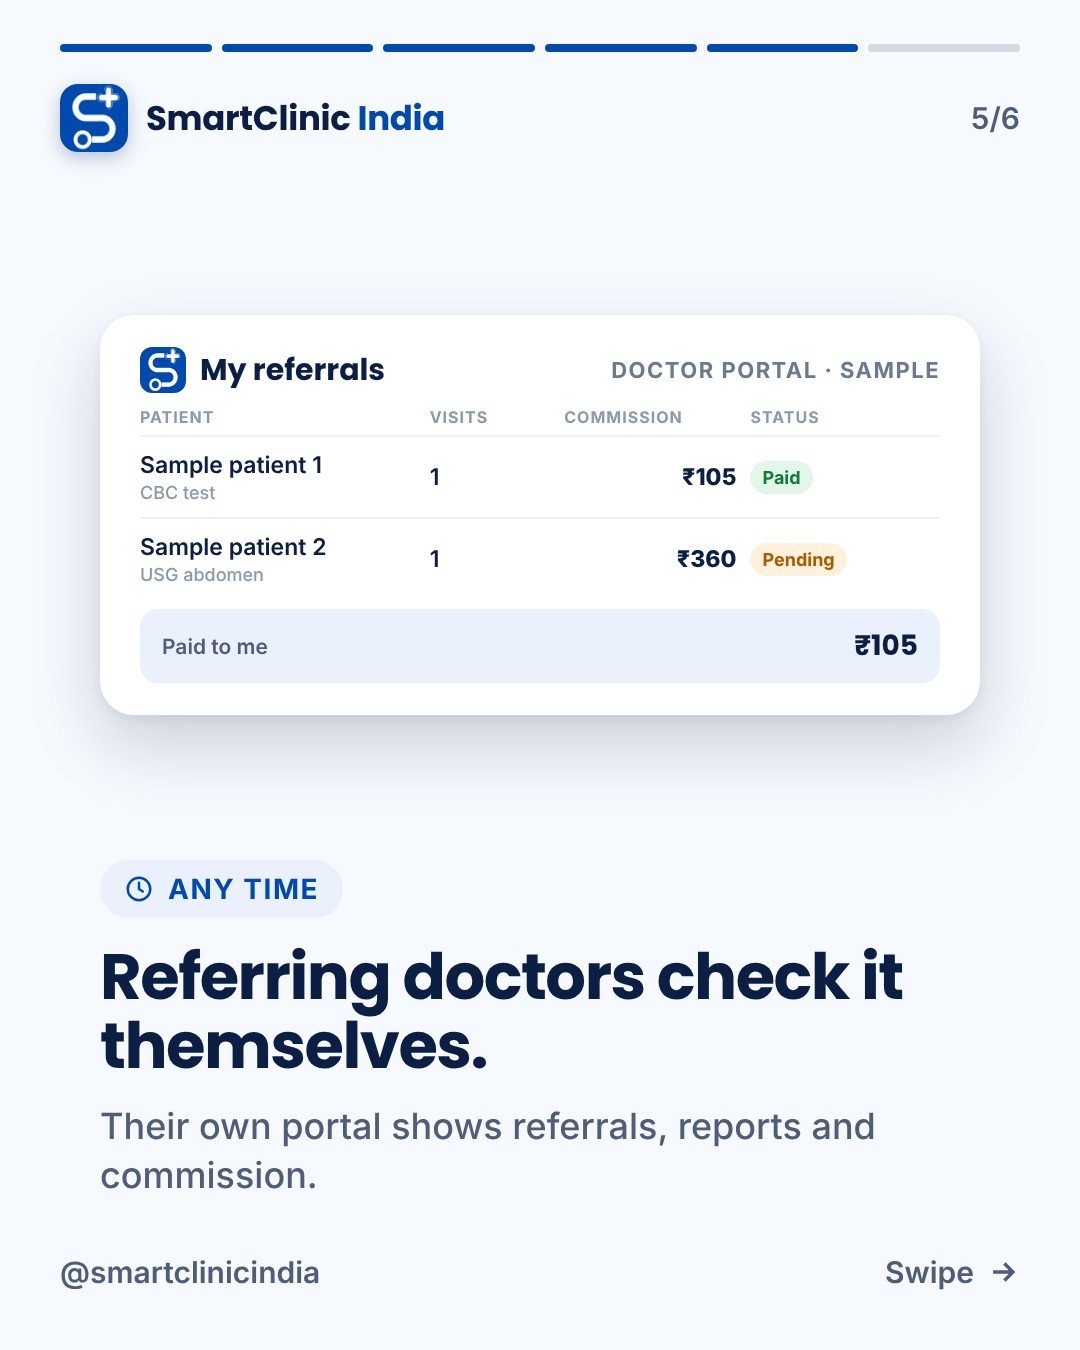 SmartClinic India
5/6
My referrals
DOCTOR PORTAL · SAMPLE
PATIENT VISITS COMMISSION STATUS
Sample patient 1 1 ₹105 Paid
CBC test
Sample patient 2 1 ₹360 Pending
USG abdomen
Paid to me ₹105
ANY TIME
Referring doctors check it
themselves.
Their own portal shows referrals, reports and
commission.
@smartclinicindia
Swipe →